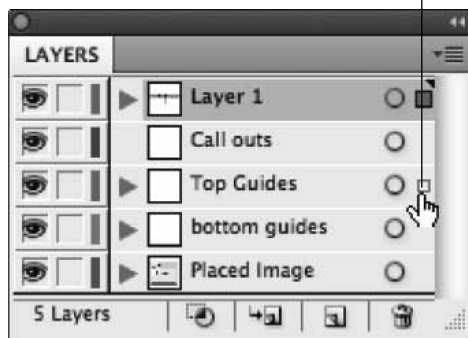 LAYERS
Layer 1
Call outs
Top Guides
bottom guides
Placed Image
5 Layers